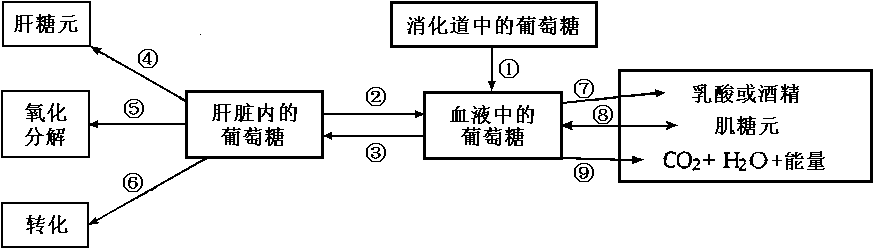 肝糖元
消化道中的葡萄糖
④
①
氧化
分解
⑤
肝脏内的
葡萄糖
②
③
血液中的
葡萄糖
⑦
⑧
⑨
乳酸或酒精
肌糖元
CO₂+ H₂O+能量
⑥
转化